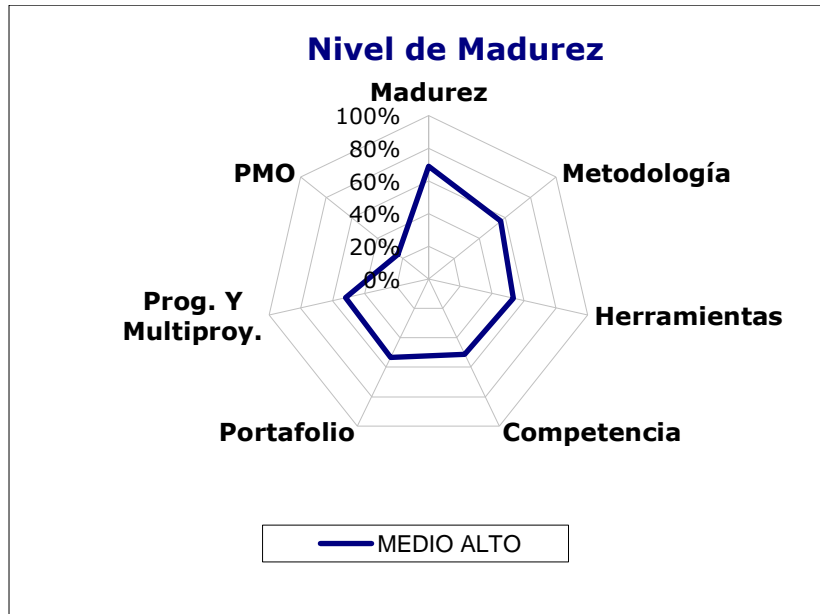 Nivel de Madurez
Madurez
100%
80%
60%
40%
20%
0%
PMO
Metodología
Prog. Y
Multiproy.
Herramientas
Portafolio
Competencia
MEDIO ALTO